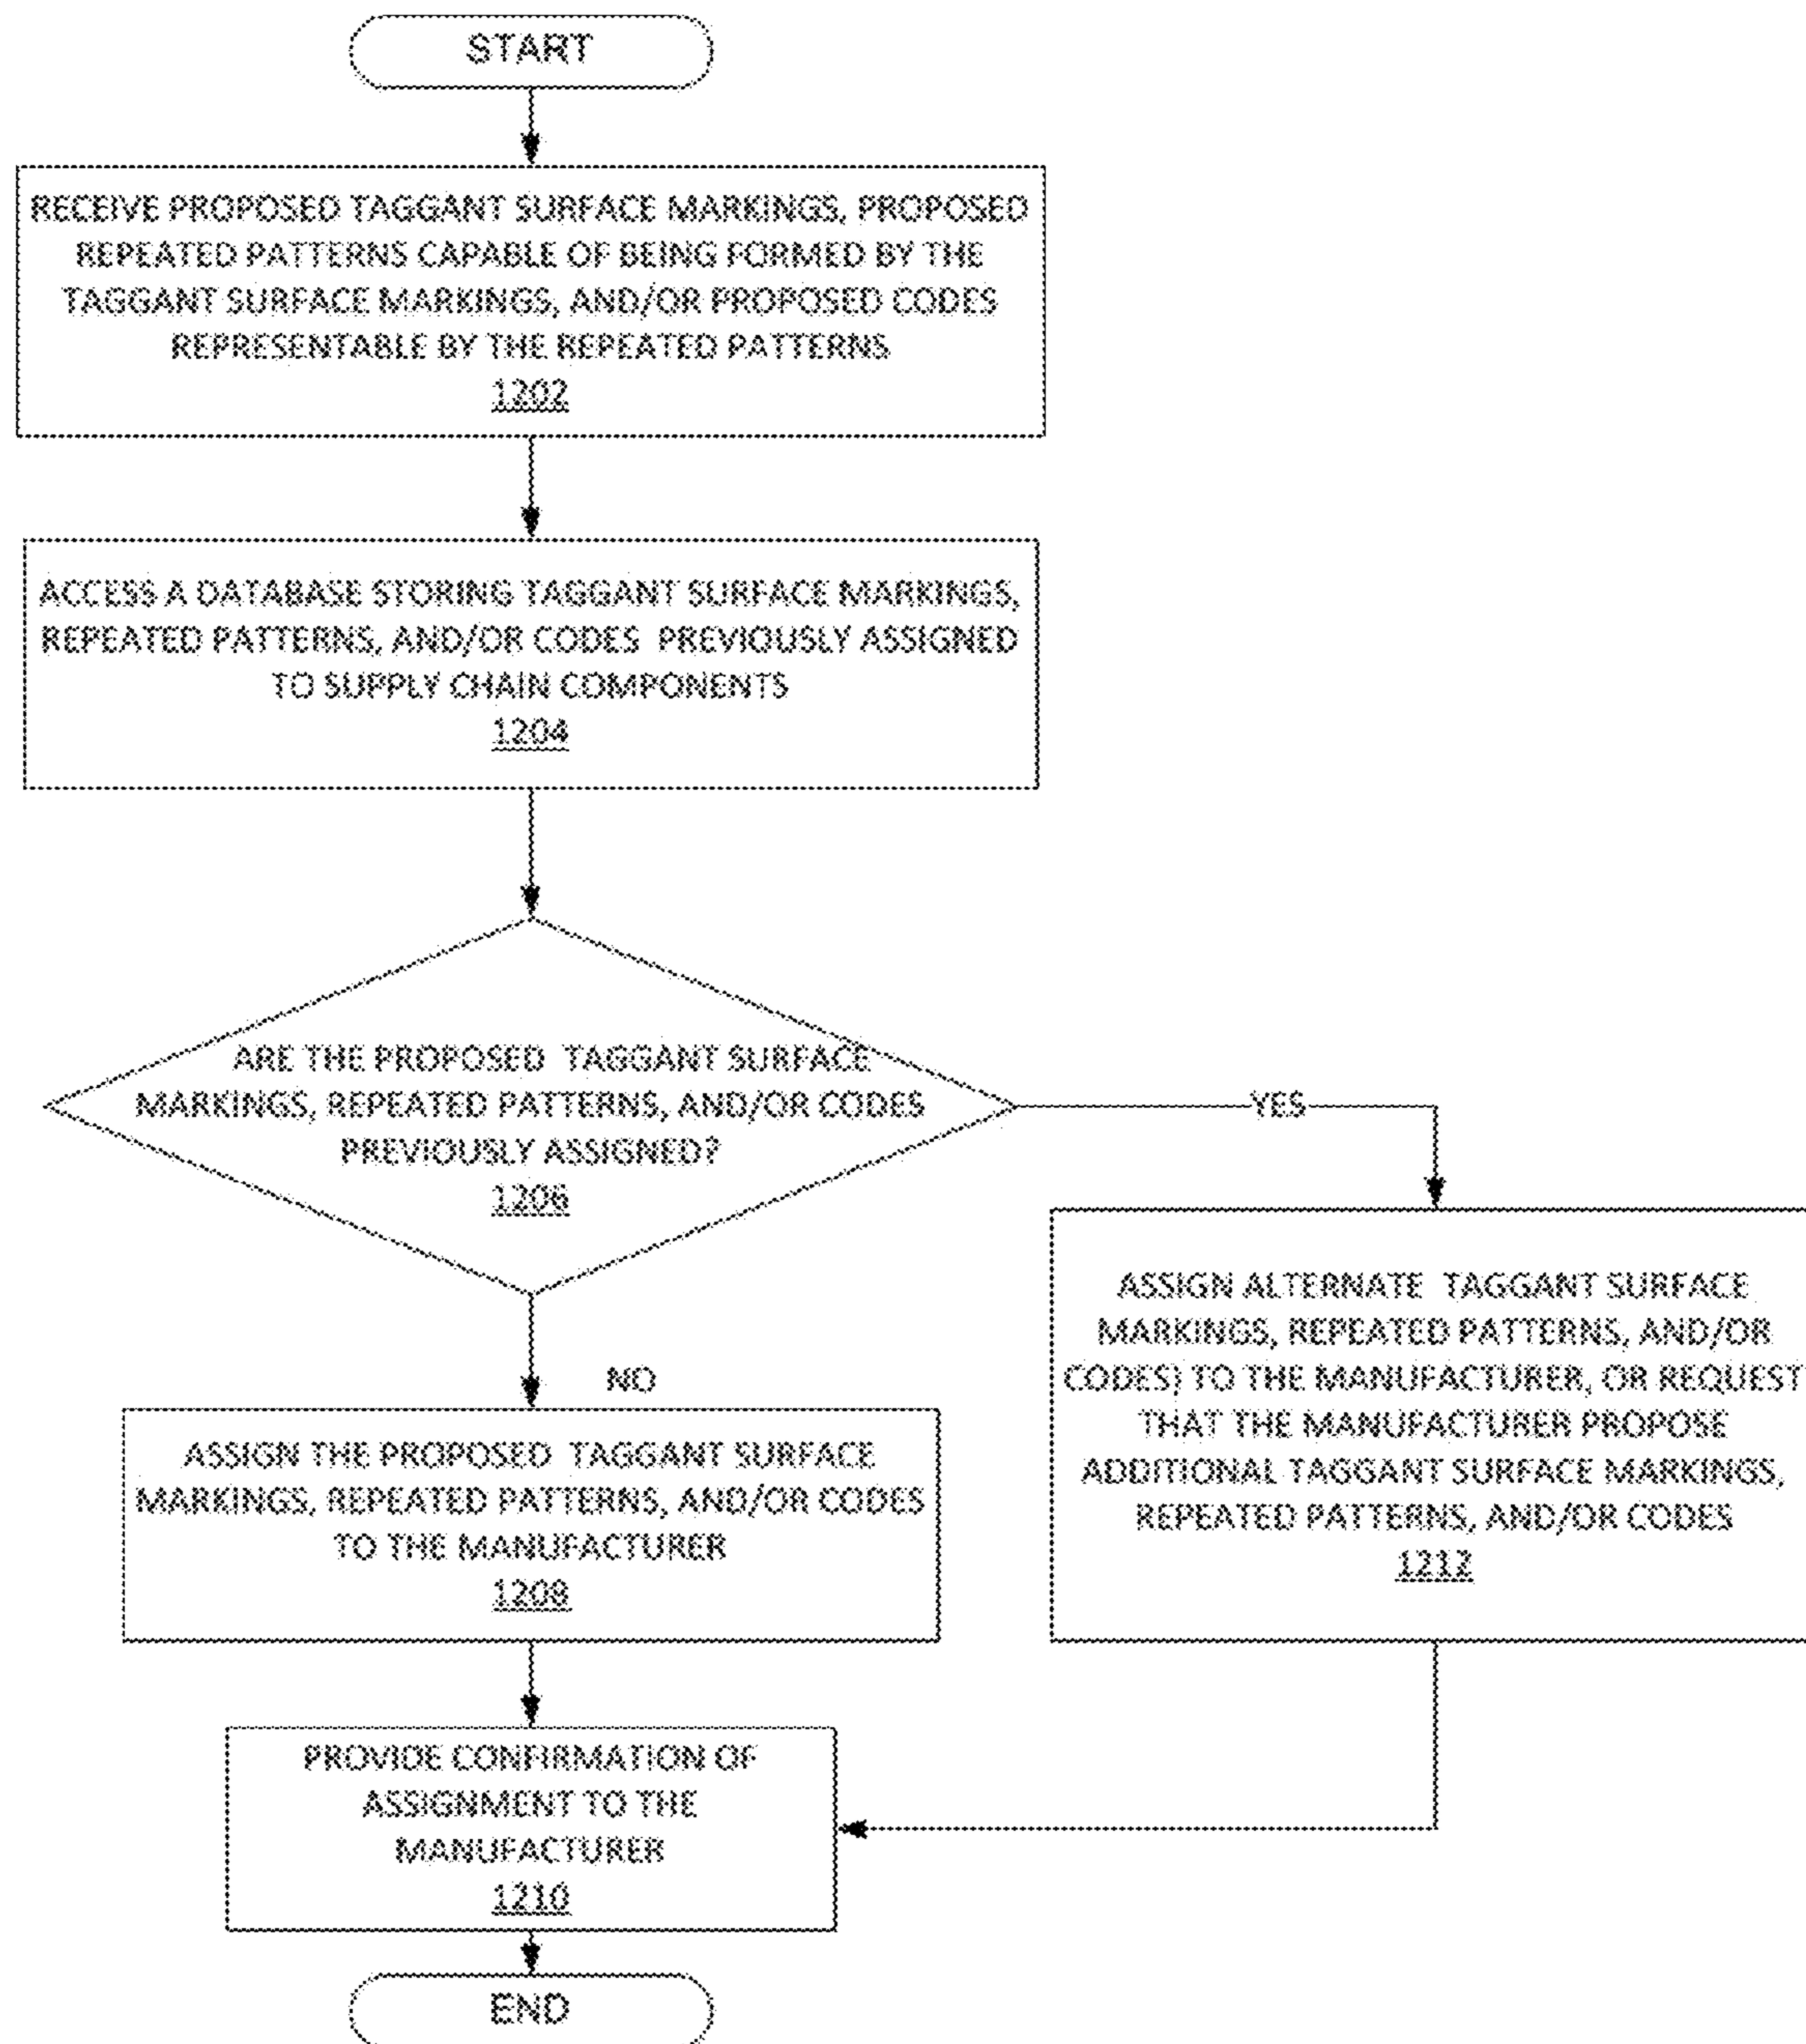 START
RECEIVE PROPOSED TAGGANT SURFACE MARKINGS, PROPOSED
REPEATED PATTERNS CAPABLE OF BEING FORMED BY THE
TAGGANT SURFACE MARKINGS, AND/OR PROPOSED CODES
REPRESENTABLE BY THE REPEATED PATTERNS
1202
ACCESS A DATABASE STORING TAGGANT SURFACE MARKINGS,
REPEATED PATTERNS, AND/OR CODES PREVIOUSLY ASSIGNED
TO SUPPLY CHAIN COMPONENTS
1204
ARE THE PROPOSED TAGGANT SURFACE
MARKINGS, REPEATED PATTERNS, AND/OR CODES
PREVIOUSLY ASSIGNED?
1206
YES
NO
ASSIGN THE PROPOSED TAGGANT SURFACE
MARKINGS, REPEATED PATTERNS, AND/OR CODES
TO THE MANUFACTURER
1208
ASSIGN ALTERNATE TAGGANT SURFACE
MARKINGS, REPEATED PATTERNS, AND/OR
CODES) TO THE MANUFACTURER, OR REQUEST
THAT THE MANUFACTURER PROPOSE
ADDITIONAL TAGGANT SURFACE MARKINGS,
REPEATED PATTERNS, AND/OR CODES
1212
PROVIDE CONFIRMATION OF
ASSIGNMENT TO THE
MANUFACTURER
1210
END